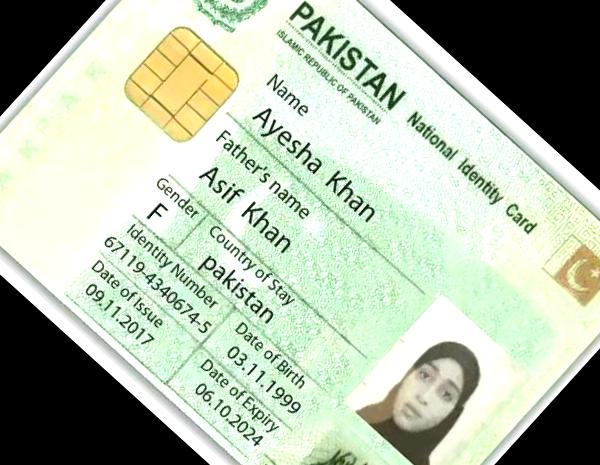 PAKISTAN National Identity Card
ISLAMIC REPUBLIC OF PAKISTAN
Name
Ayesha Khan
Father's name
Asif Khan
Gender Country of Stay
F pakistan
Identity Number Date of Birth
67119-4340674-5 03.11.1999
Date of Issue Date of Expiry
09.11.2017 06.10.2024